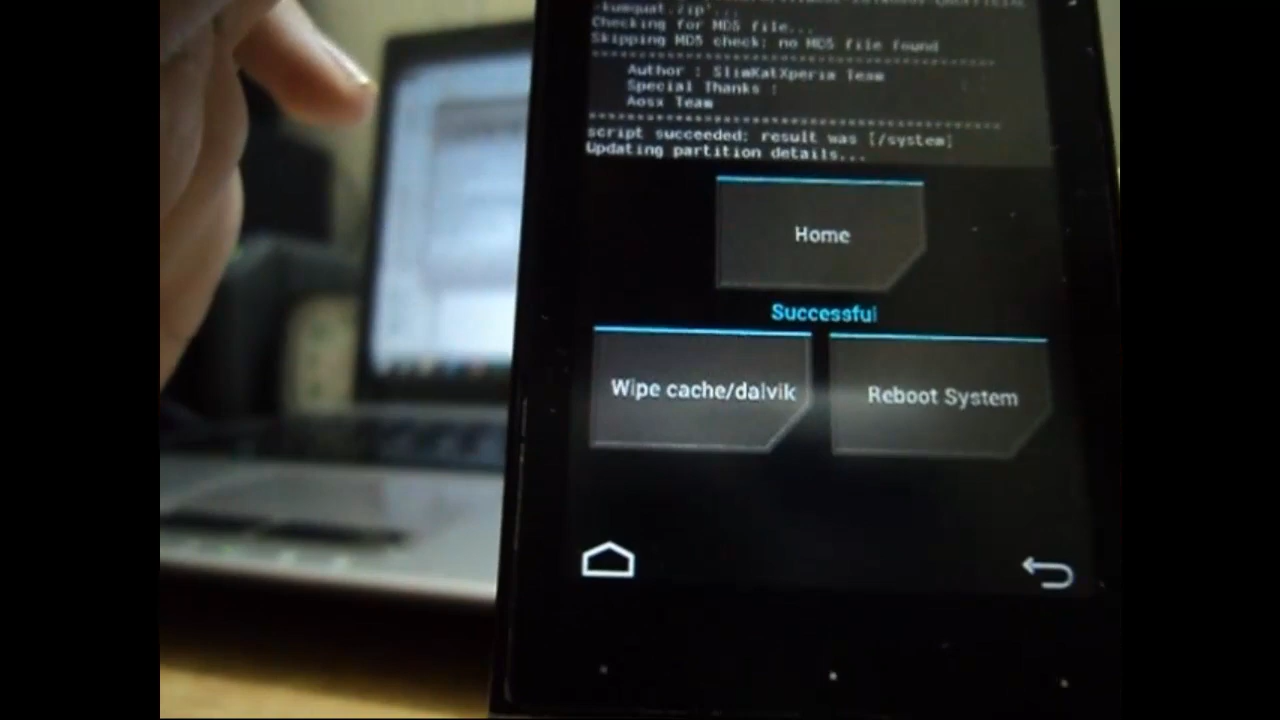 -kumquat.zip'...
Checking for MD5 file...
Skipping MD5 check: no MD5 file found
Author : SlimKatXperia Team
Special Thanks :
Aosx Team
script succeeded: result was [/system]
Updating partition details...
Home
Successful
Wipe cache/dalvik
Reboot System